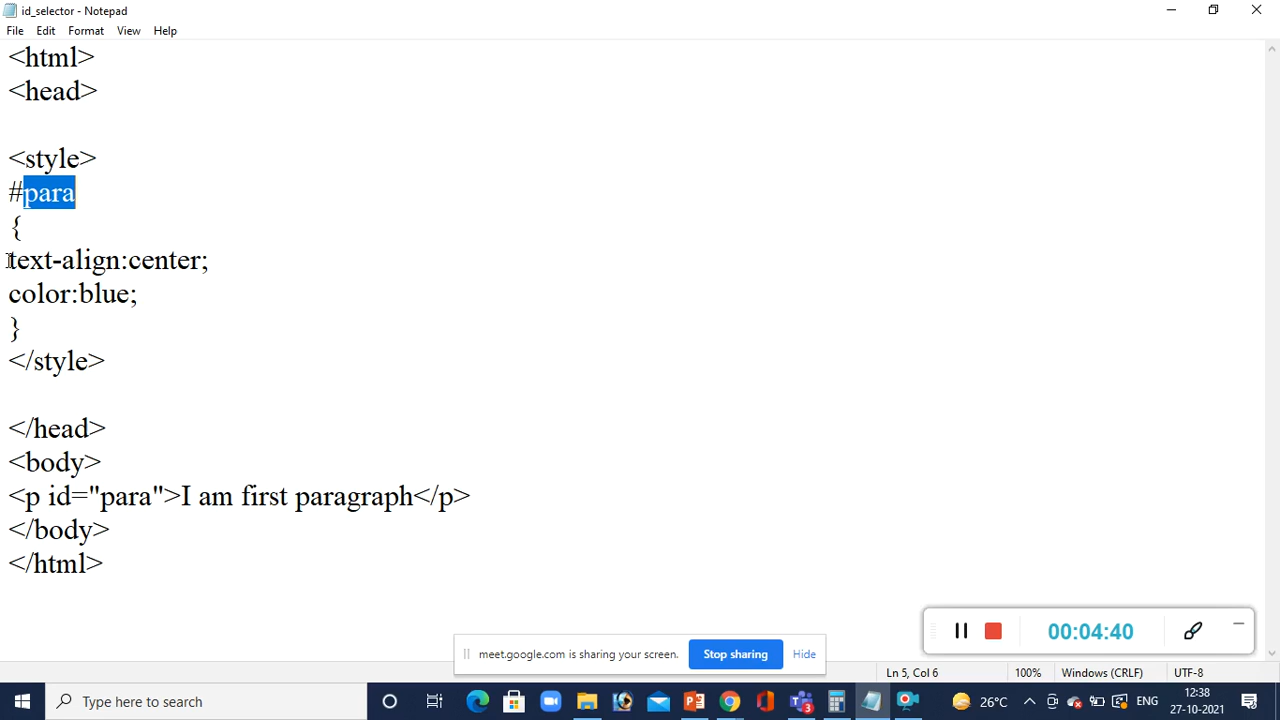 id_selector - Notepad
File Edit Format View Help
<html>
<head>
<style>
#para
{
text-align:center;
color:blue;
}
</style>
</head>
<body>
<p id="para">I am first paragraph</p>
</body>
</html>
00:04:40
meet.google.com is sharing your screen. Stop sharing Hide
Ln 5, Col 6 100% Windows (CRLF) UTF-8
Type here to search 3 26°C ENG 12:38
27-10-2021